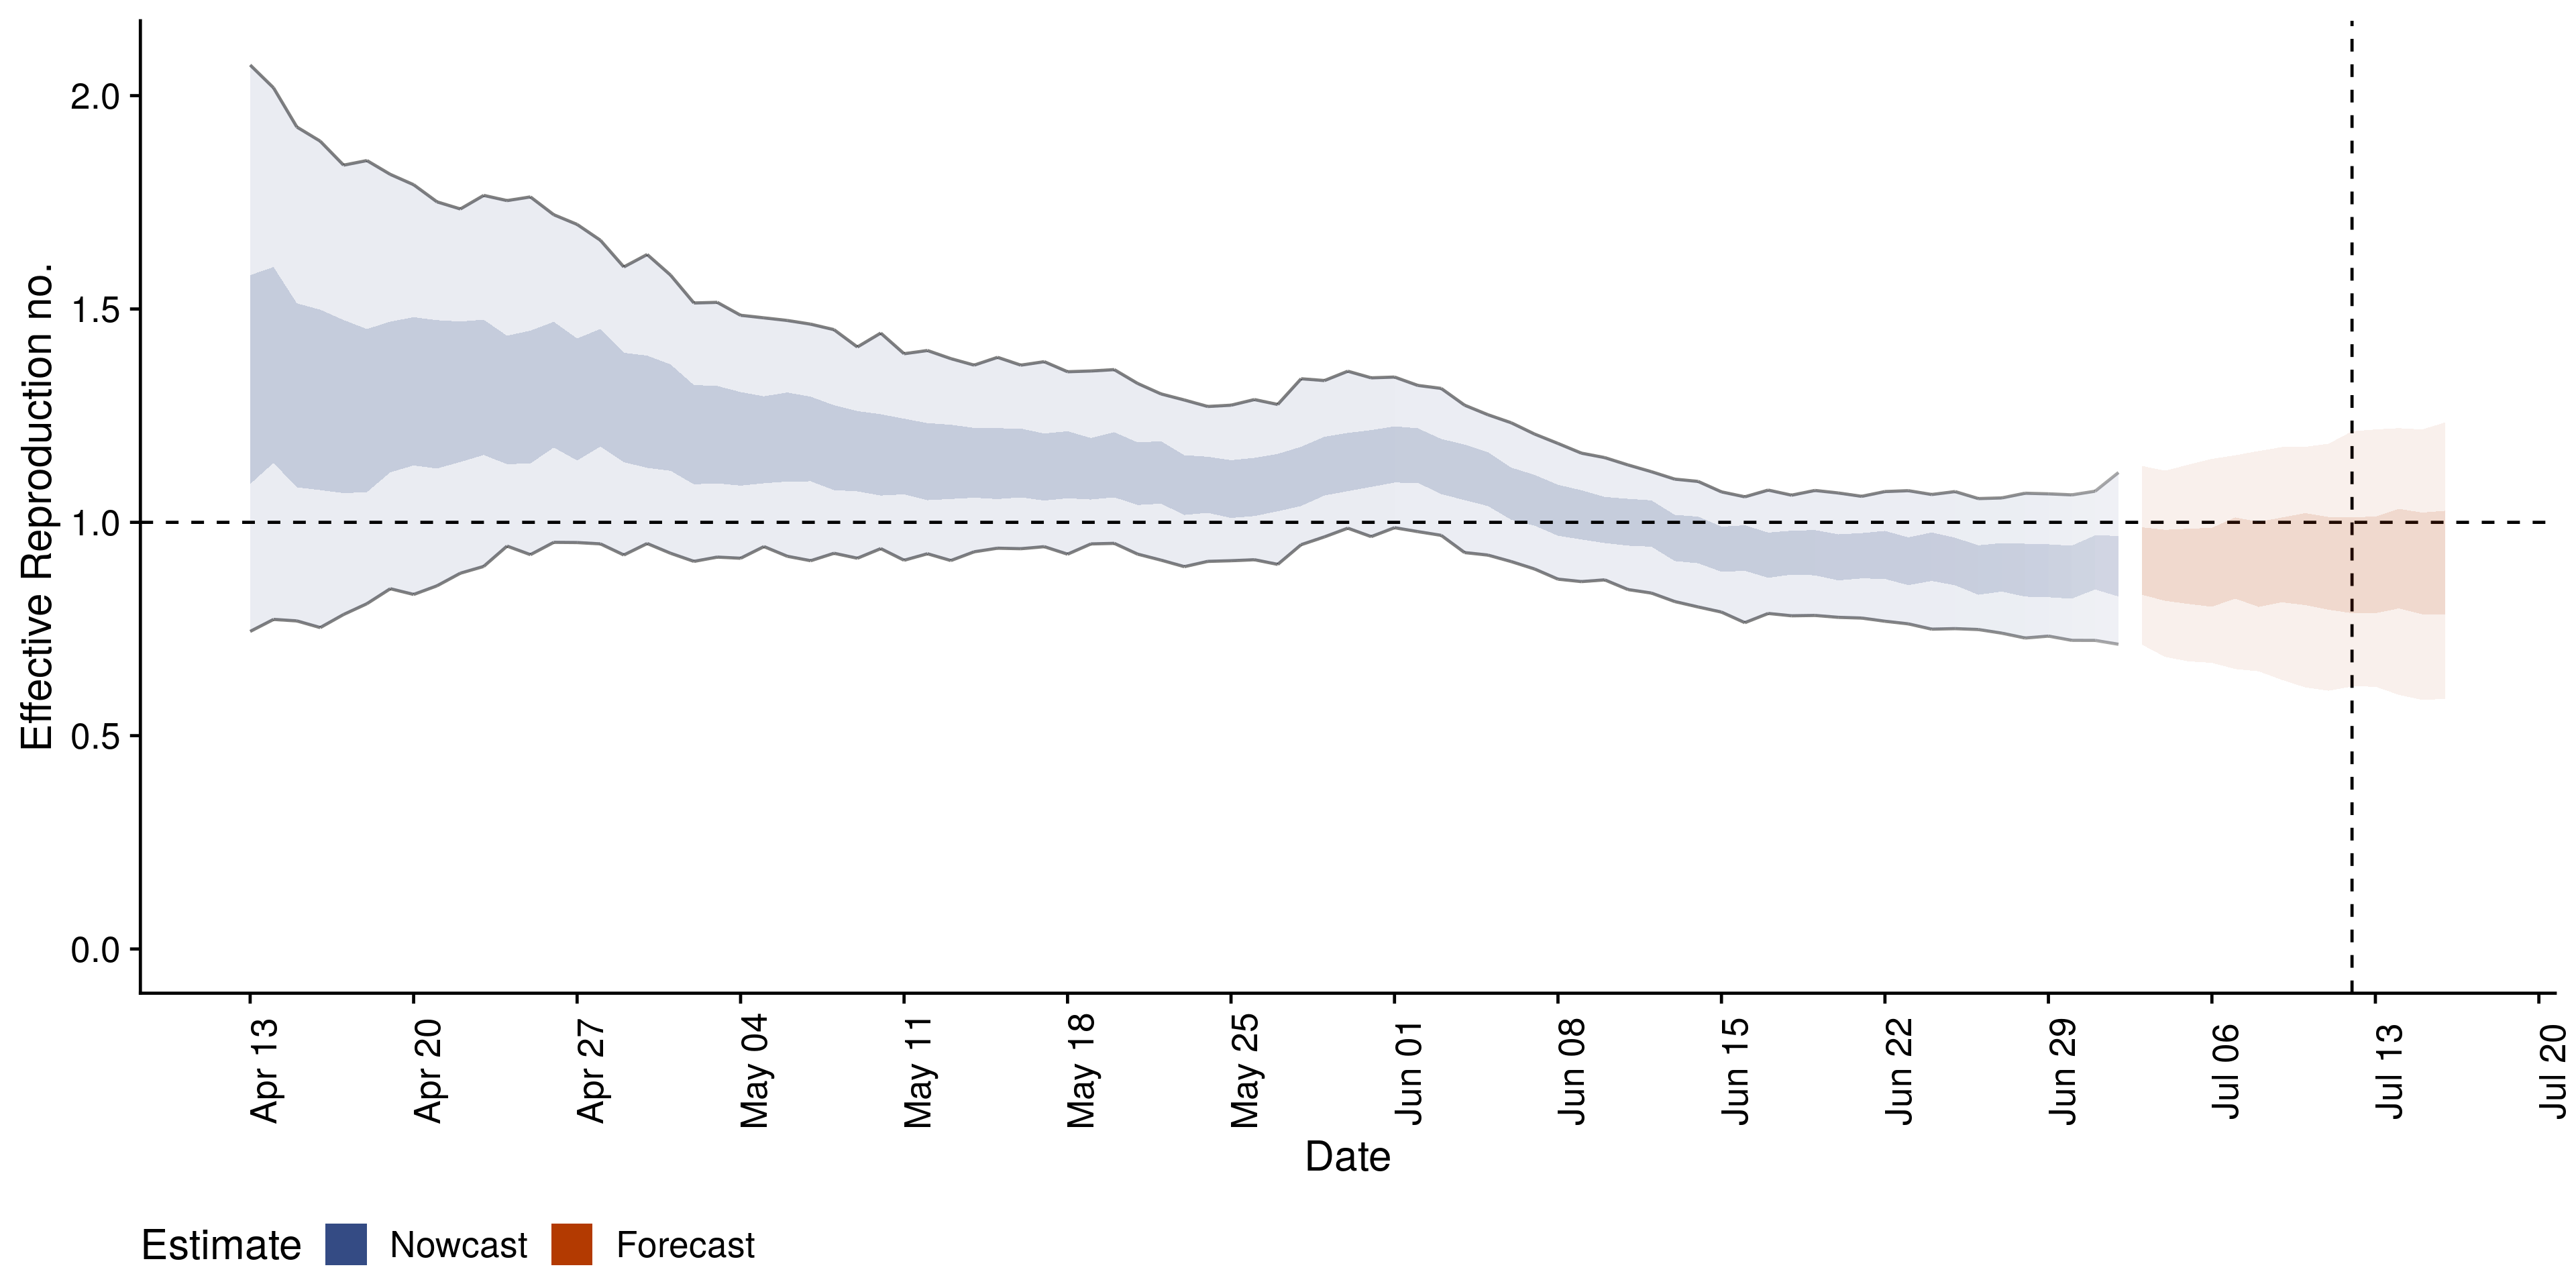 Effective Reproduction no.
2.0
1.5
1.0
0.5
0.0
Apr 13
Apr 20
Apr 27
May 04
May 11
May 18
May 25
Jun 01
Jun 08
Jun 15
Jun 22
Jun 29
Jul 06
Jul 13
Jul 20
Date
Estimate Nowcast Forecast